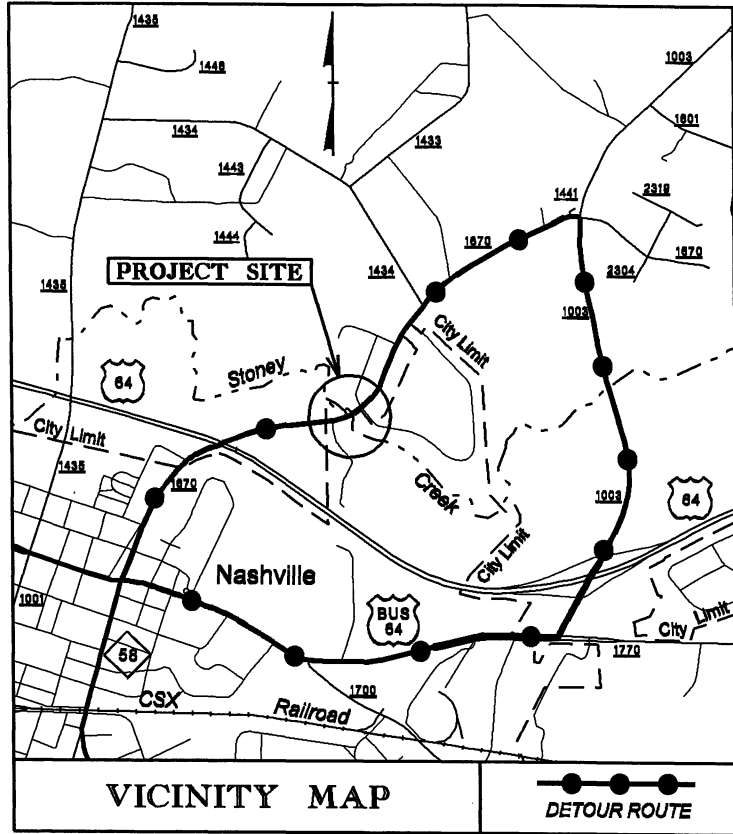 1435
1003
1448
1601
1434
1433
1443
2319
1441
1444
1670
1670
PROJECT SITE
1434
2304
1435
1003
City Limit
Stoney
64
City Limit
1435
1670
Creek
1003
64
City Limit
Nashville
BUS
64
1001
City Limit
1770
58
1700
CSX
Railroad
VICINITY MAP
DETOUR ROUTE